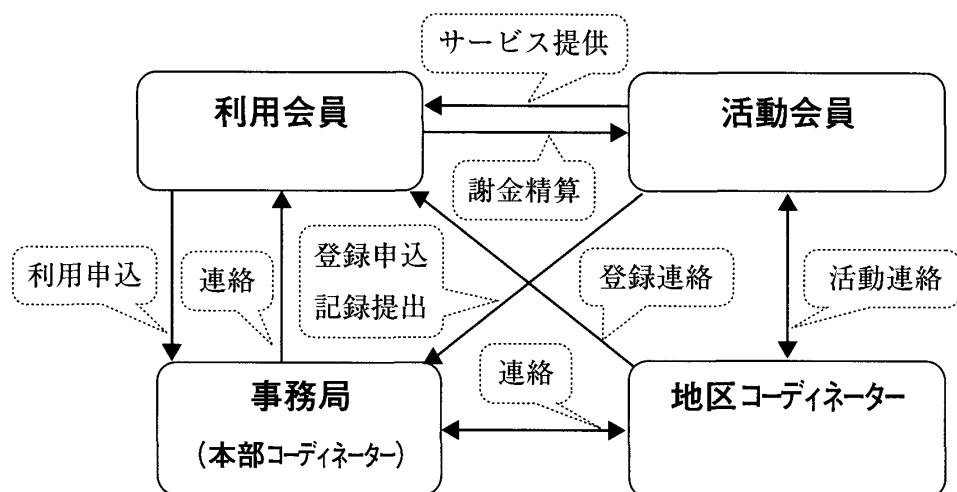 サービス提供
利用会員
活動会員
謝金精算
利用申込
連絡
登録申込
記録提出
登録連絡
活動連絡
事務局
（本部コーディネーター）
連絡
地区コーディネーター